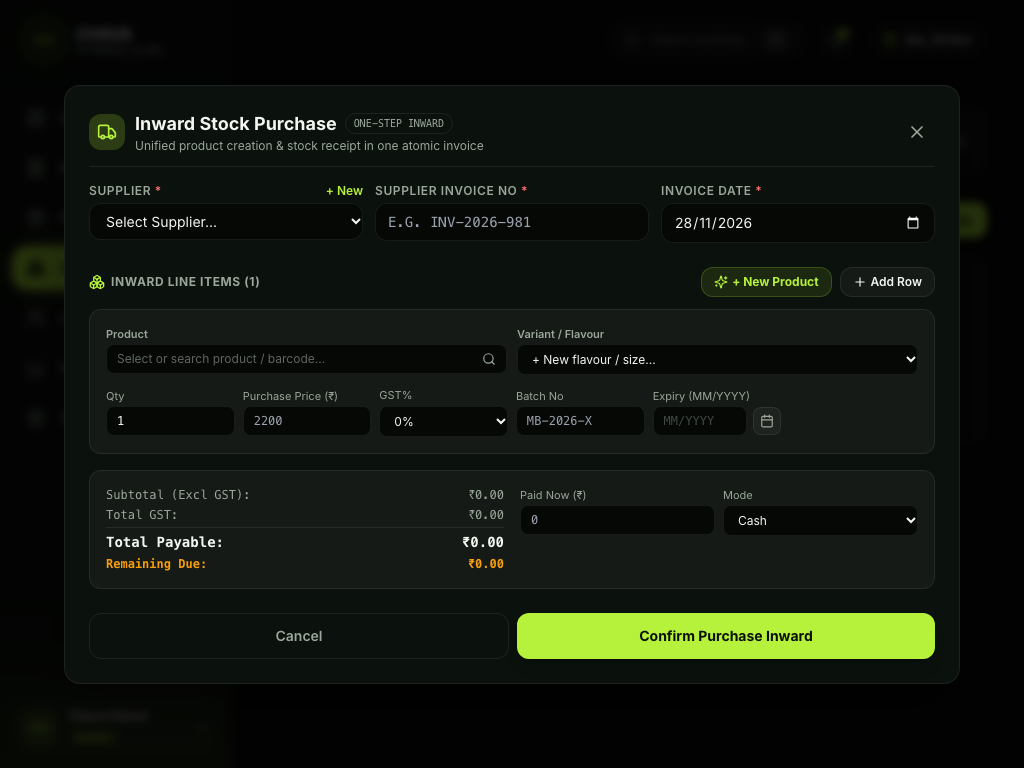 Inward Stock Purchase ONE-STEP INWARD
Unified product creation & stock receipt in one atomic invoice
SUPPLIER * + New SUPPLIER INVOICE NO * INVOICE DATE *
Select Supplier... E.G. INV-2026-981 28/11/2026
INWARD LINE ITEMS (1) + New Product Add Row
Product Variant / Flavour
Select or search product / barcode... + New flavour / size...
Qty Purchase Price (₹) GST% Batch No Expiry (MM/YYYY)
1 2200 0% MB-2026-X MM/YYYY
Subtotal (Excl GST): ₹0.00 Paid Now (₹) Mode
Total GST: ₹0.00 0 Cash
Total Payable: ₹0.00
Remaining Due: ₹0.00
Cancel Confirm Purchase Inward